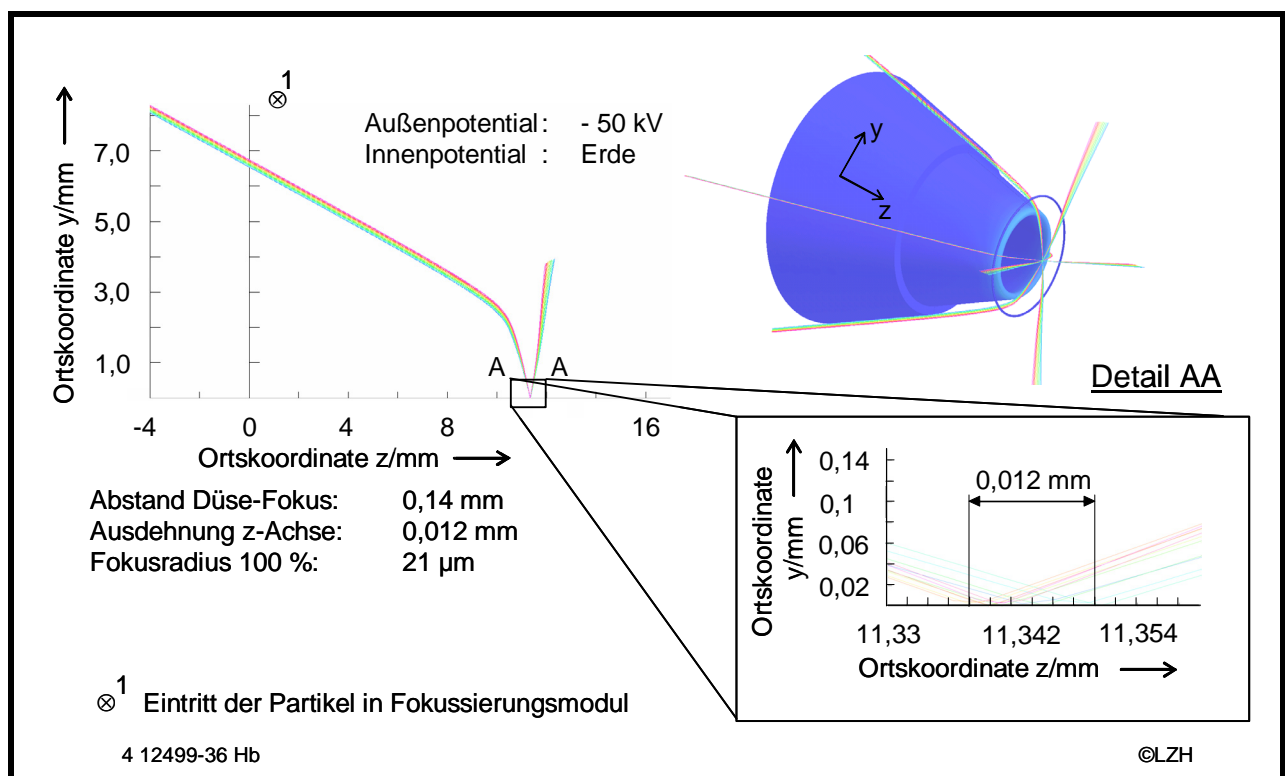 Ortskoordinate y/mm
7,0
5,0
3,0
1,0
1
Außenpotential: - 50 kV
Innenpotential : Erde
y
z
A A
-4 0 4 8 16
Ortskoordinate z/mm
Abstand Düse-Fokus: 0,14 mm
Ausdehnung z-Achse: 0,012 mm
Fokusradius 100 %: 21 µm
Detail AA
Ortskoordinate
y/mm
0,14
0,1
0,06
0,02
0,012 mm
11,33 11,342 11,354
Ortskoordinate z/mm
1 Eintritt der Partikel in Fokussierungsmodul
4 12499-36 Hb
©LZH